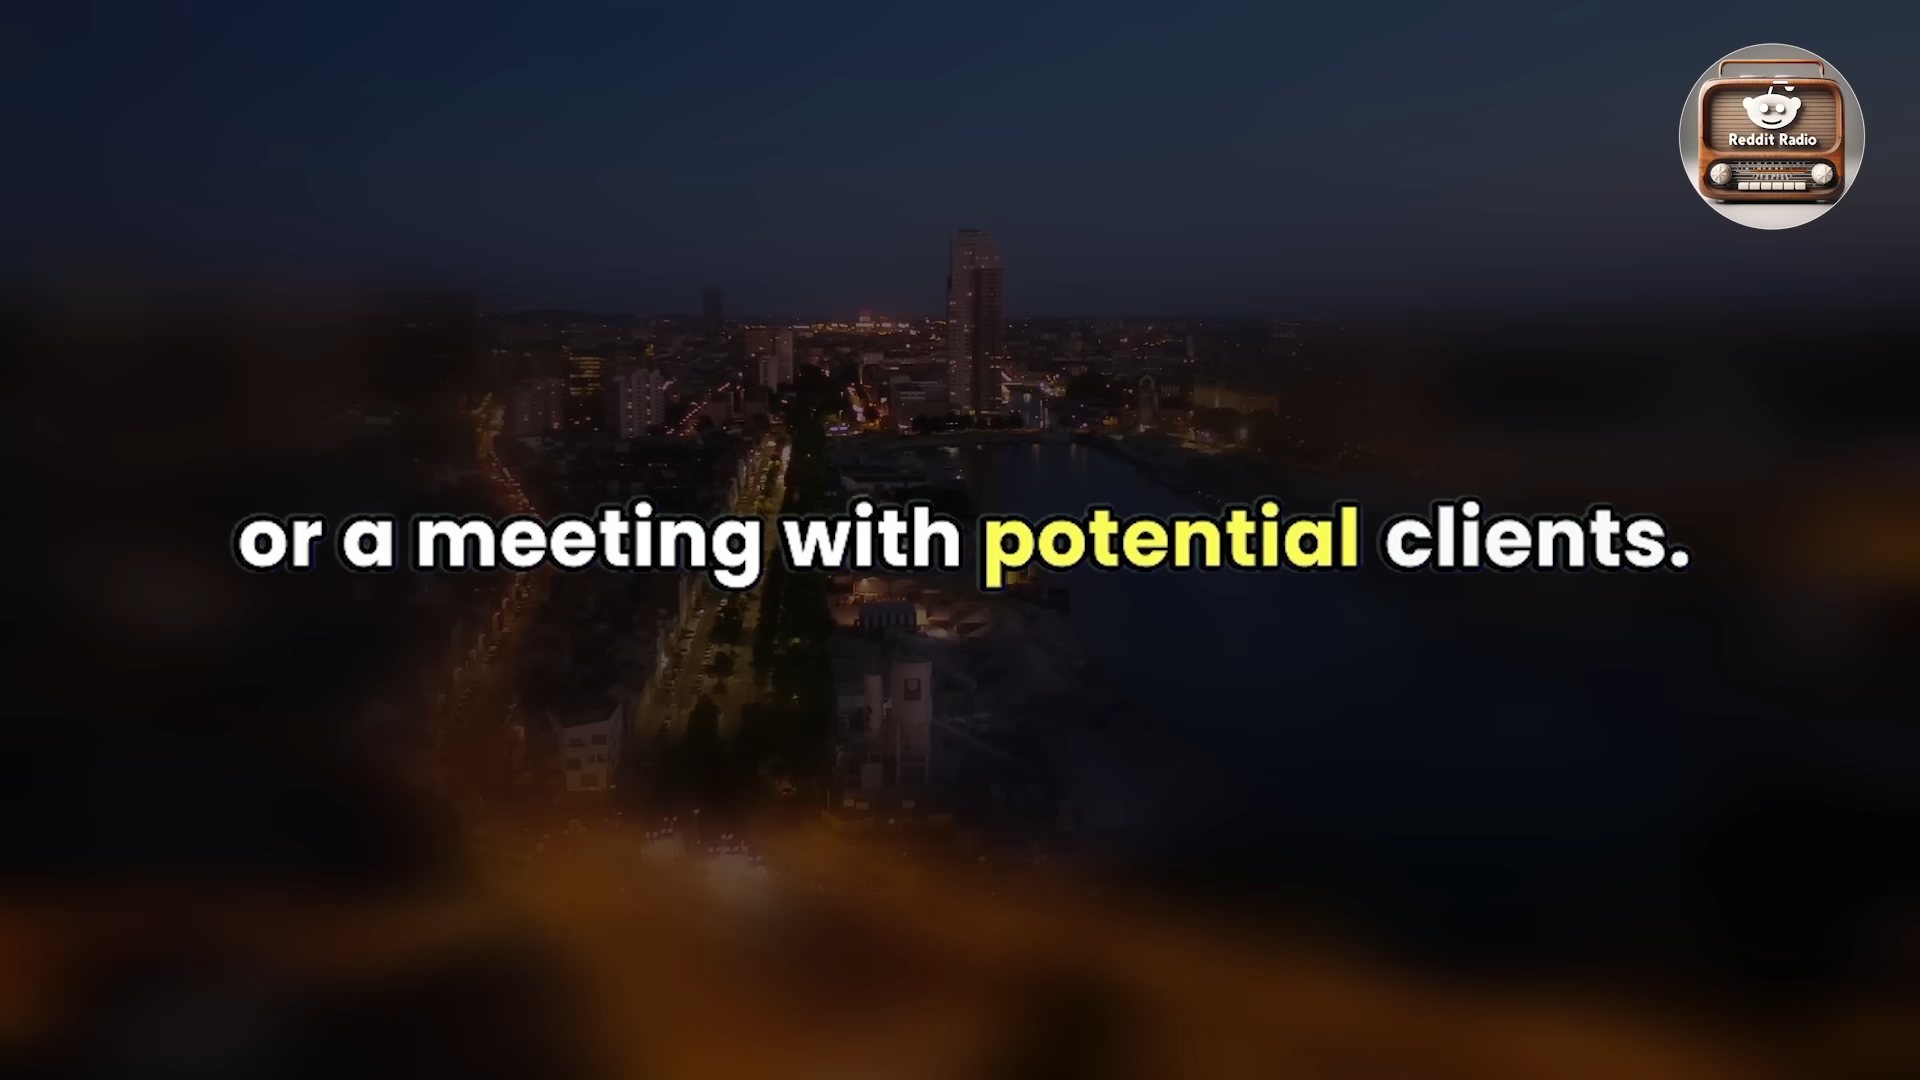 Reddit Radio
or a meeting with potential clients.